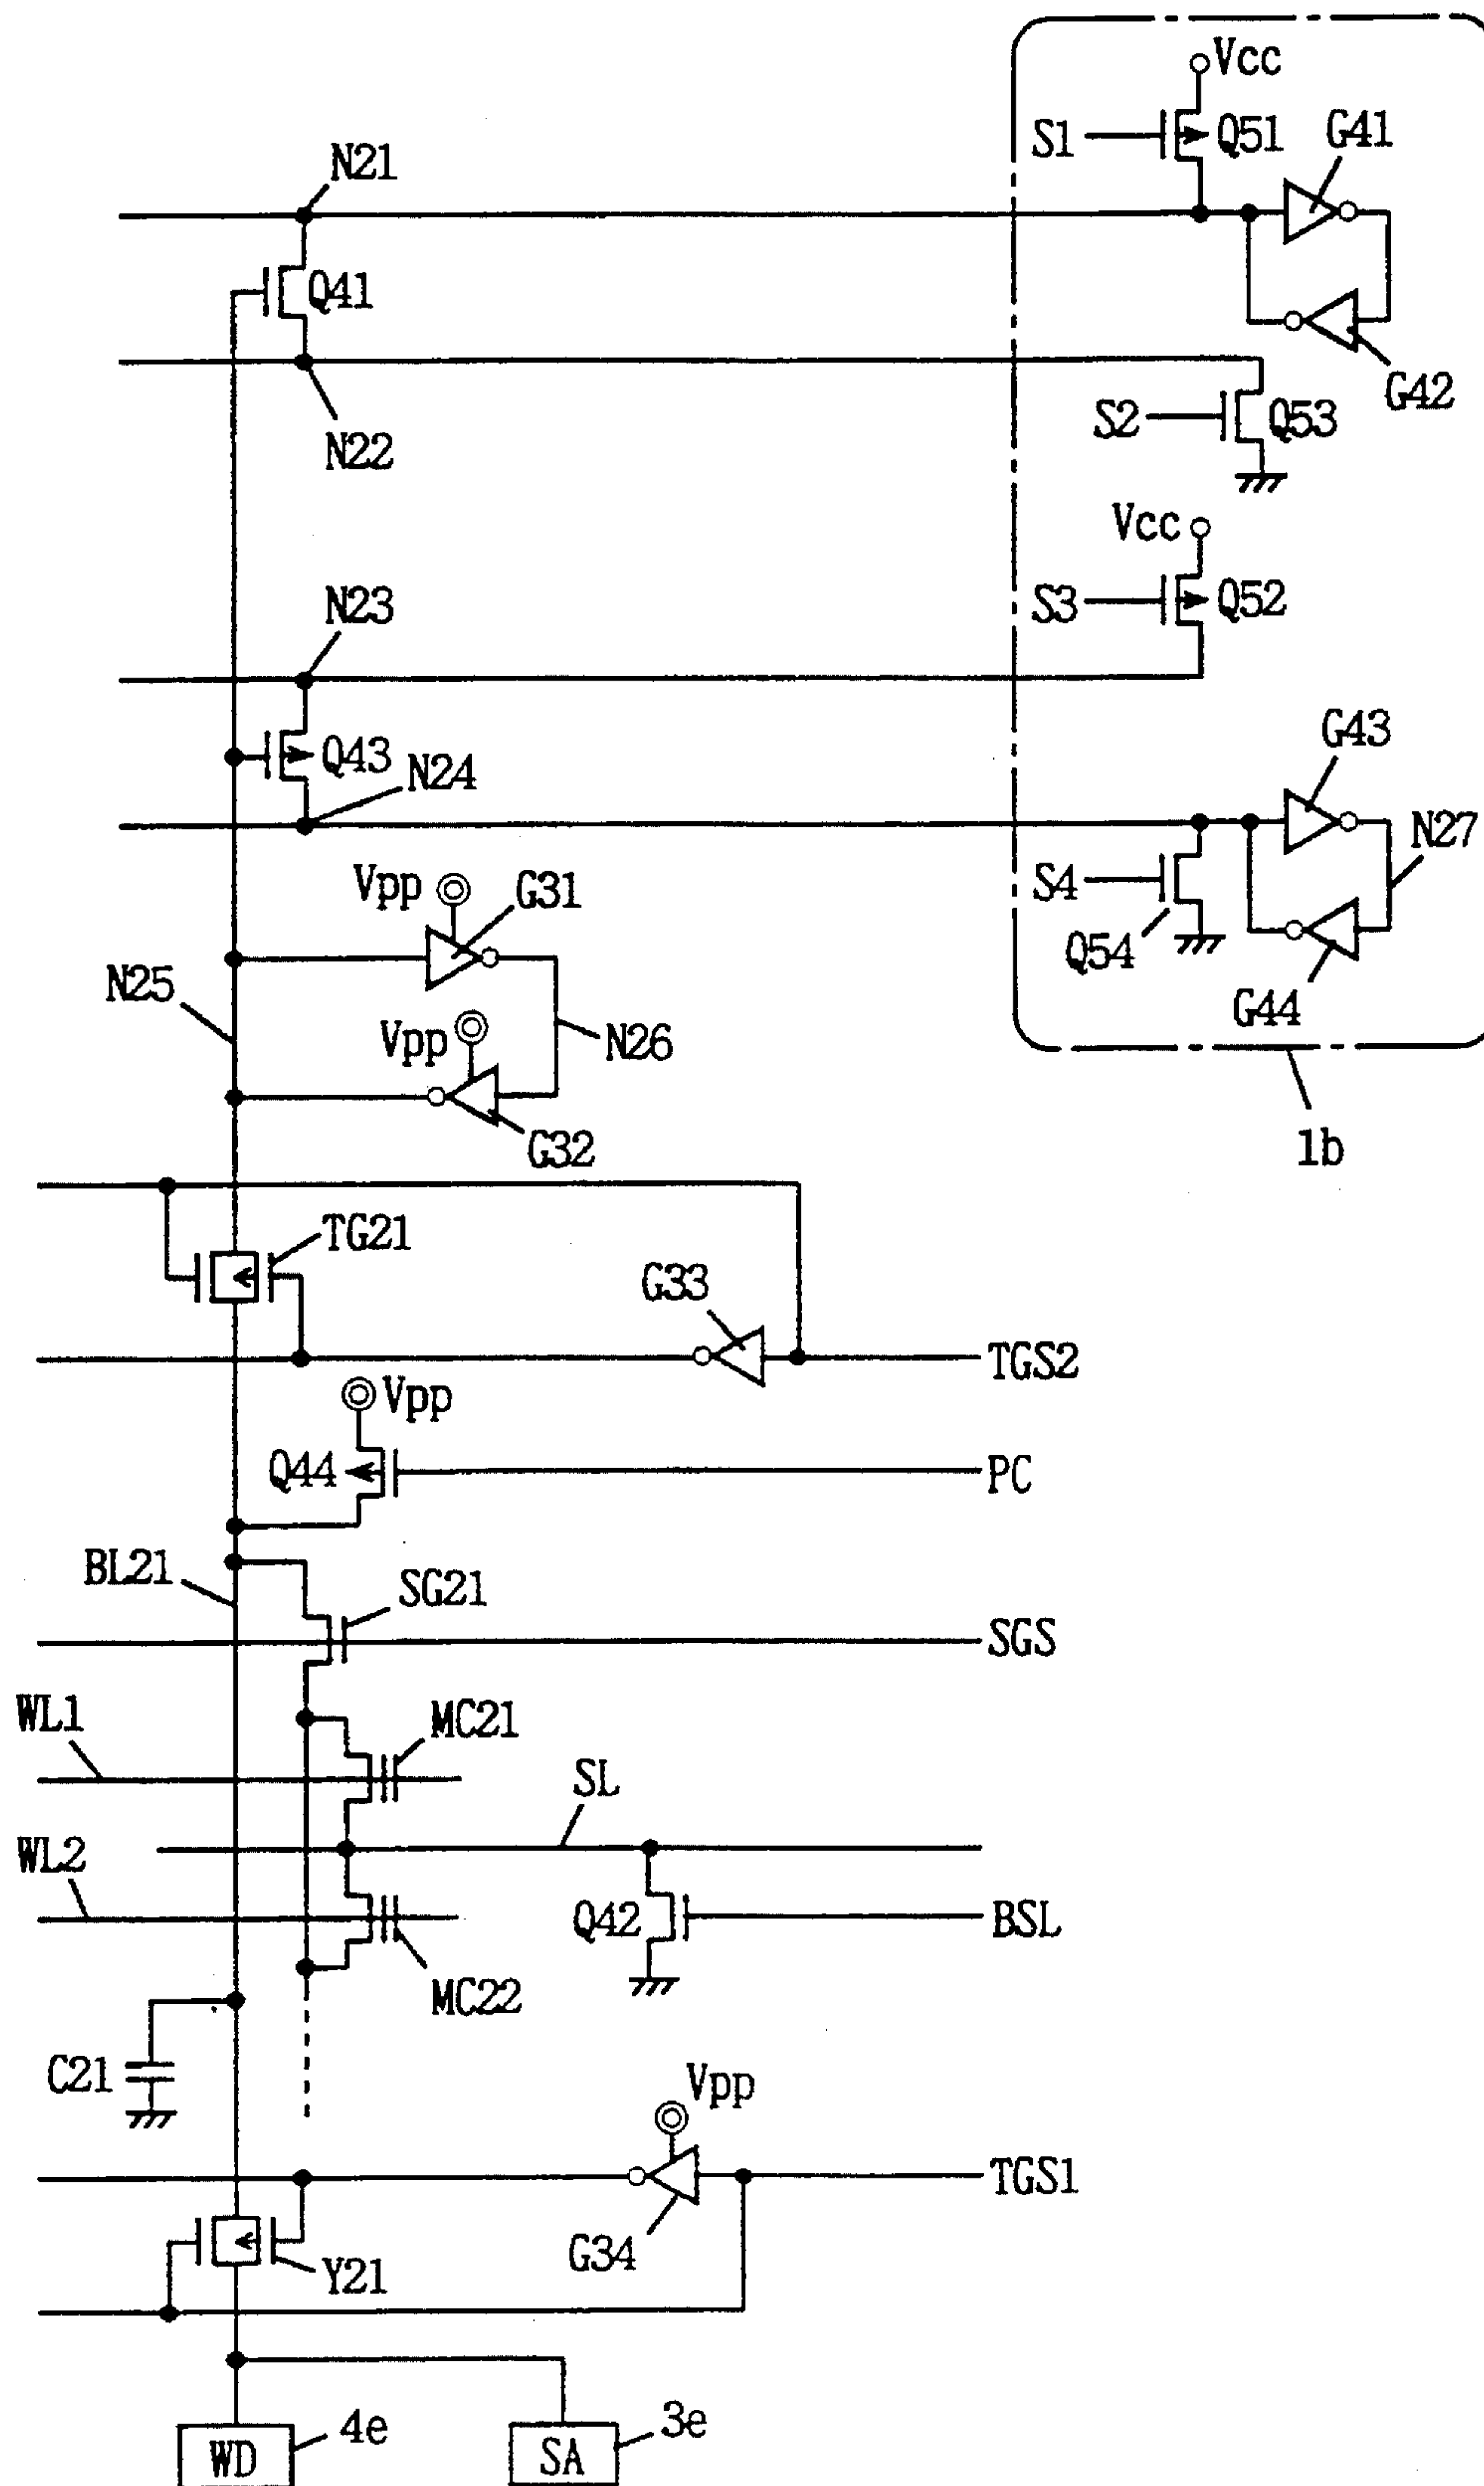 Vcc
S1
Q51
G41
N21
Q41
G42
S2
Q53
N22
Vcc
N23
S3
Q52
G43
Q43
N24
N27
Vpp
G31
S4
Q54
N25
G44
Vpp
N26
G32
1b
TG21
G33
TGS2
Vpp
Q44
PC
BL21
SG21
SGS
WL1
MC21
SL
WL2
Q42
BSL
MC22
C21
Vpp
TGS1
G34
Y21
4e
3e
WD
SA